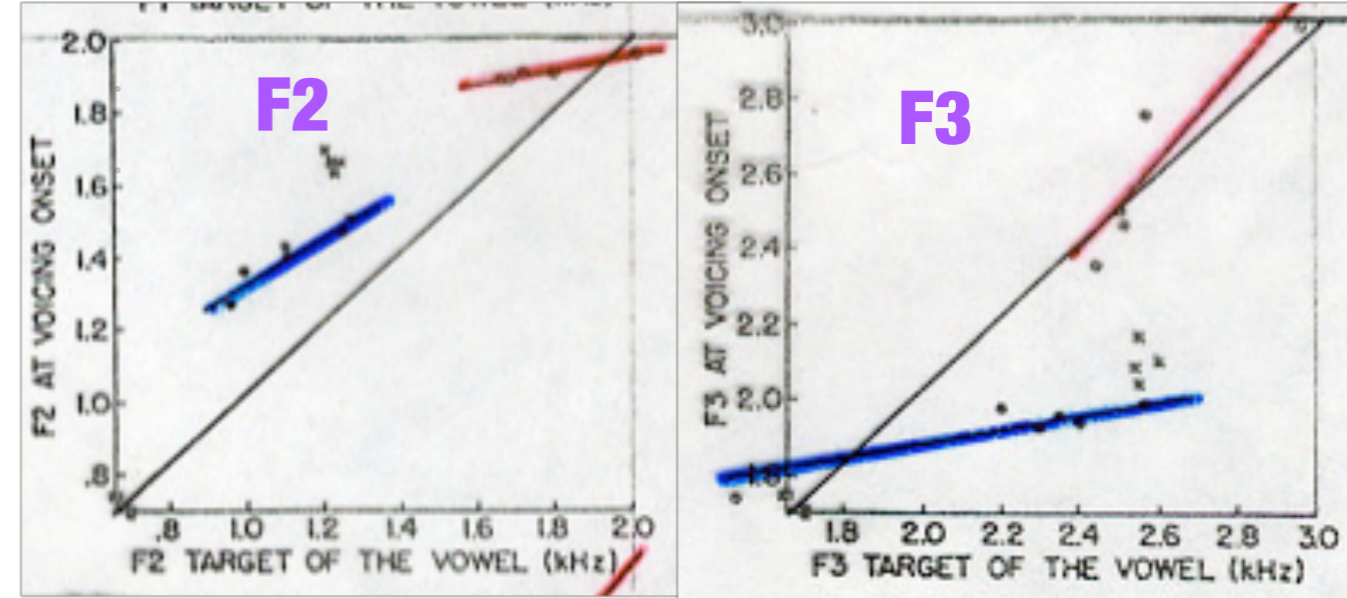 F2
F2 AT VOICING ONSET
2.0
1.8
1.6
1.4
1.2
1.0
.8
.8 1.0 1.2 1.4 1.6 1.8 2.0
F2 TARGET OF THE VOWEL (kHz)
F3
F3 AT VOICING ONSET
3.0
2.8
2.6
2.4
2.2
2.0
1.8
1.8 2.0 2.2 2.4 2.6 2.8 3.0
F3 TARGET OF THE VOWEL (kHz)